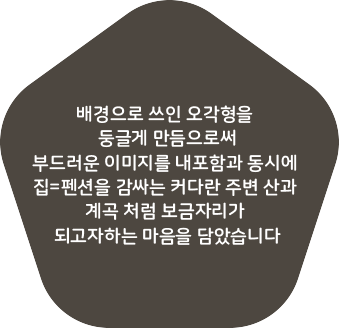 배경으로 쓰인 오각형을
둥글게 만듬으로써
부드러운 이미지를 내포함과 동시에
집=펜션을 감싸는 커다란 주변 산과
계곡 처럼 보금자리가
되고자하는 마음을 담았습니다